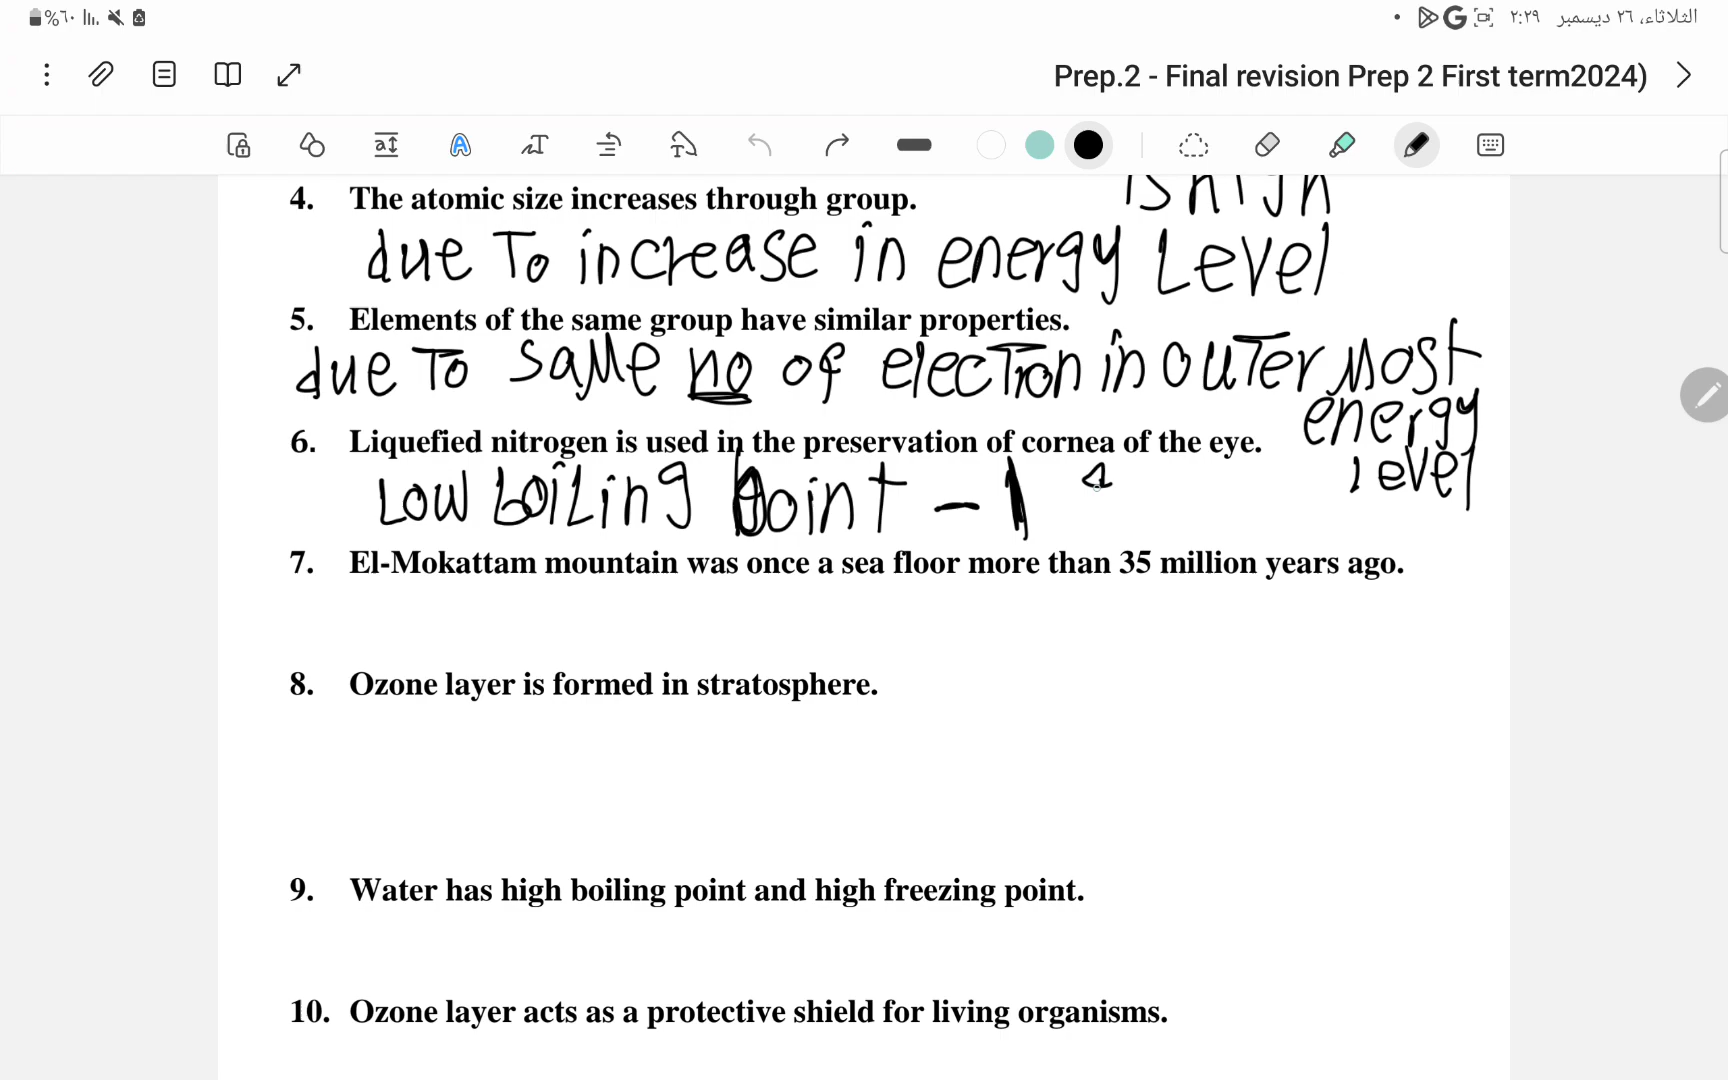 ٪٦٠
٢:٢٩ الثلاثاء، ٢٦ ديسمبر
Prep.2 - Final revision Prep 2 First term2024)
4. The atomic size increases through group.
is high
due To increase in energy Level
5. Elements of the same group have similar properties.
due To same no of electron in outer most
energy
level
6. Liquefied nitrogen is used in the preservation of cornea of the eye.
Low boiling point - 1
7. El-Mokattam mountain was once a sea floor more than 35 million years ago.
8. Ozone layer is formed in stratosphere.
9. Water has high boiling point and high freezing point.
10. Ozone layer acts as a protective shield for living organisms.